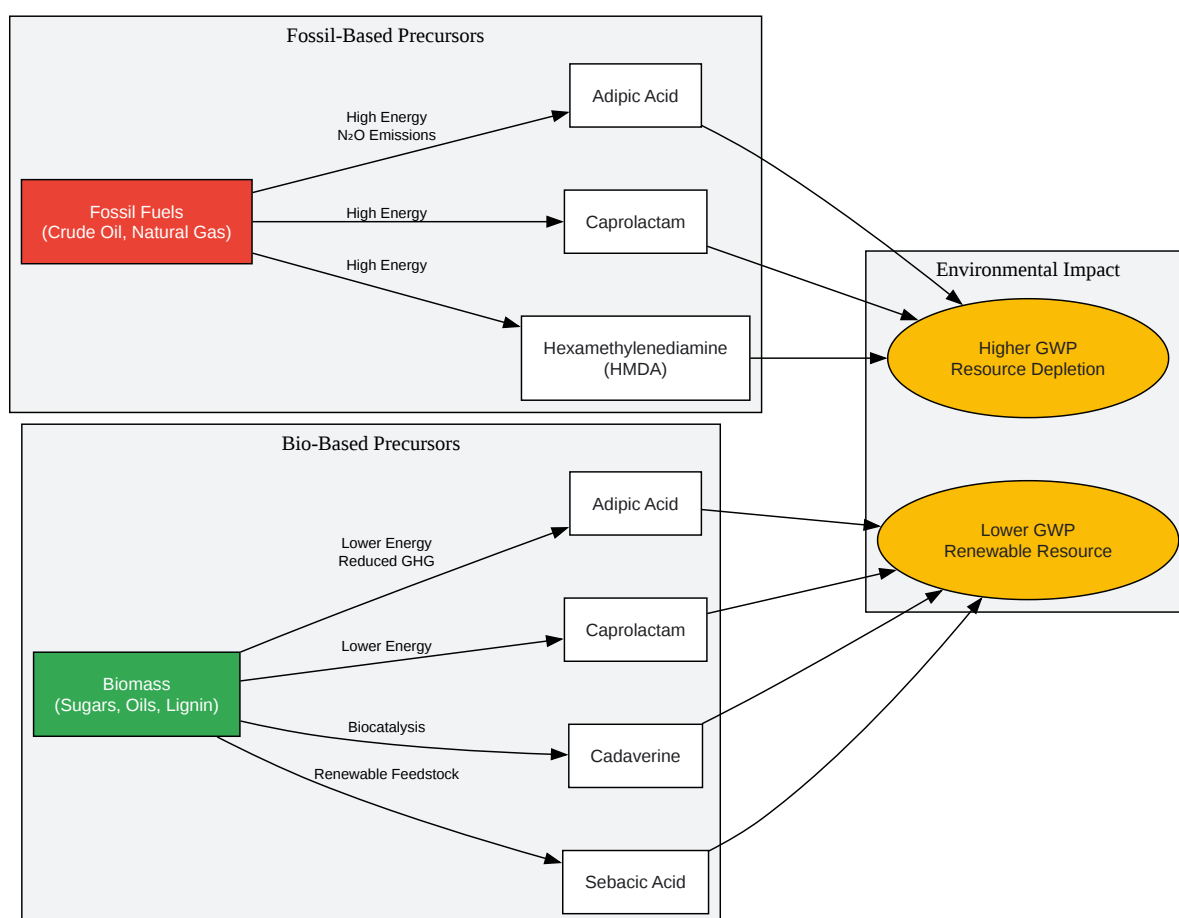 Fossil-Based Precursors
Adipic Acid
High Energy
N₂O Emissions
Fossil Fuels
(Crude Oil, Natural Gas)
High Energy
Caprolactam
High Energy
Hexamethylenediamine
(HMDA)
Environmental Impact
Higher GWP
Resource Depletion
Bio-Based Precursors
Adipic Acid
Lower Energy
Reduced GHG
Lower GWP
Renewable Resource
Lower Energy
Caprolactam
Biomass
(Sugars, Oils, Lignin)
Biocatalysis
Cadaverine
Renewable Feedstock
Sebacic Acid